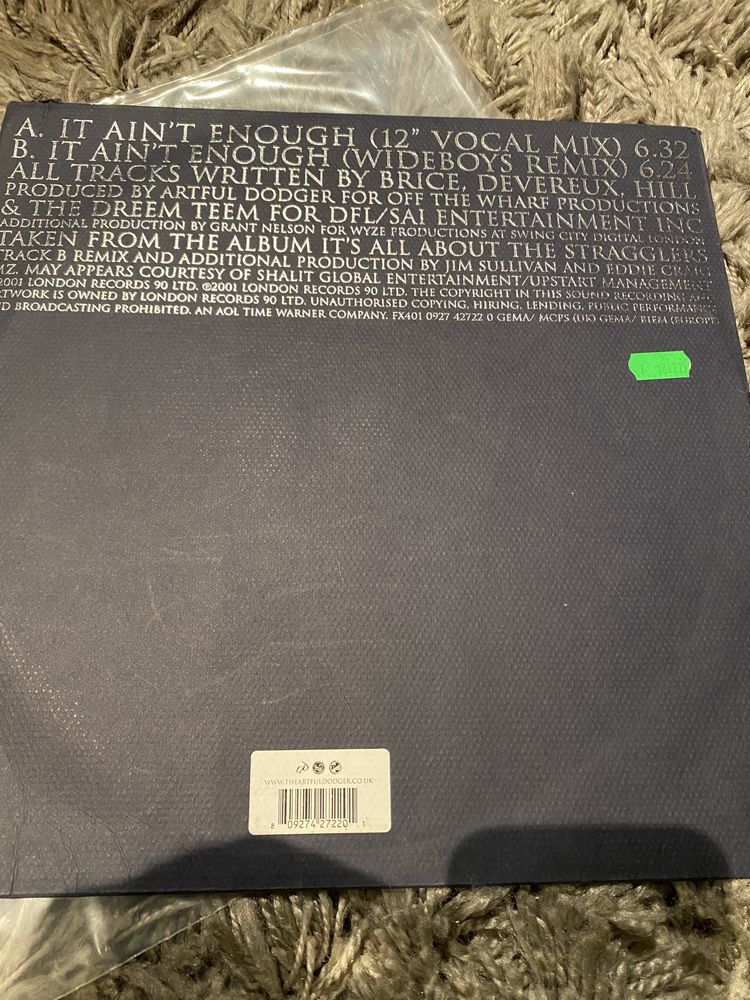 A. IT AIN'T ENOUGH (12" VOCAL MIX) 6.32
B. IT AIN'T ENOUGH (WIDEBOYS REMIX) 6.24
ALL TRACKS WRITTEN BY BRICE, DEVEREUX, HILL
PRODUCED BY ARTFUL DODGER FOR OFF THE WHARF PRODUCTIONS
& THE DREEM TEEM FOR DFL/SAI ENTERTAINMENT INC
ADDITIONAL PRODUCTION BY GRANT NELSON FOR WYZE PRODUCTIONS AT SWING CITY DIGITAL LONDON
TAKEN FROM THE ALBUM IT'S ALL ABOUT THE STRAGGLERS
TRACK B REMIX AND ADDITIONAL PRODUCTION BY JIM SULLIVAN AND EDDIE CRAIG
MZ. MAY APPEARS COURTESY OF SHALIT GLOBAL ENTERTAINMENT/UPSTART MANAGEMENT
2001 LONDON RECORDS 90 LTD. ©2001 LONDON RECORDS 90 LTD. THE COPYRIGHT IN THIS SOUND RECORDING AND
ARTWORK IS OWNED BY LONDON RECORDS 90 LTD. UNAUTHORISED COPYING, HIRING, LENDING, PUBLIC PERFORMANCE
D BROADCASTING PROHIBITED. AN AOL TIME WARNER COMPANY. FX401 0927 42722 0 GEMA/ MCPS (UK) GEMA/ BIEM (EUROPE)
WWW.THEARTFULDODGER.CO.UK
8 09274 27220 1